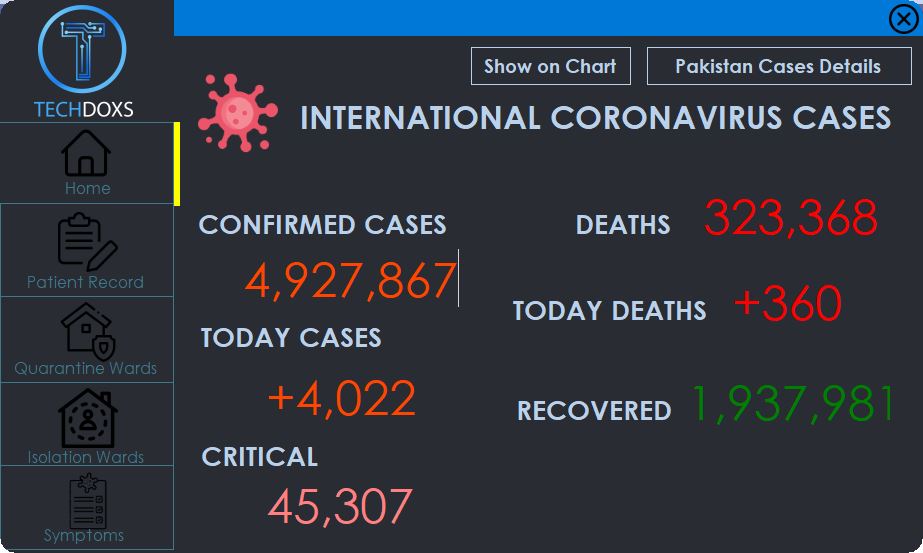 TECHDOXS
Home
Patient Record
Quarantine Wards
Isolation Wards
Symptoms
Show on Chart
Pakistan Cases Details
INTERNATIONAL CORONAVIRUS CASES
CONFIRMED CASES
4,927,867
TODAY CASES
+4,022
CRITICAL
45,307
DEATHS 323,368
TODAY DEATHS +360
RECOVERED 1,937,981